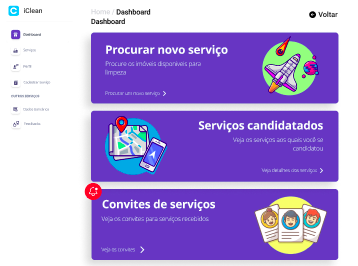 iClean
Home / Dashboard
Dashboard
Voltar
Dashboard
Serviços
Perfil
Cadastrar serviço
OUTROS SERVIÇOS
Feedbacks
Procurar novo serviço
Procure os imóveis disponíveis para
limpeza
Procurar um novo serviço
Serviços candidatados
Veja os serviços aos quais você se
candidatou
Veja detalhes dos serviços
Convites de serviços
Veja os convites para serviços recebidos
Veja os convites